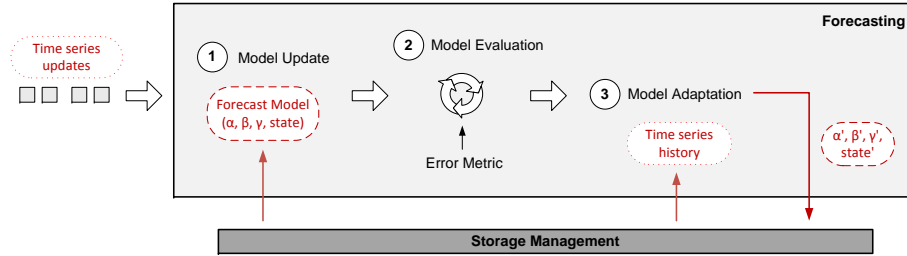 Forecasting
Time series
updates
1 Model Update
2 Model Evaluation
3 Model Adaptation
Forecast Model
(α, β, γ, state)
Error Metric
Time series
history
α', β', γ',
state'
Storage Management